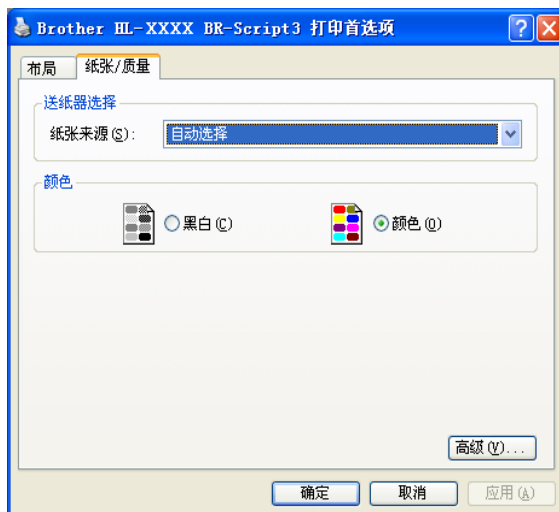 Brother HL-XXXX BR-Script3 打印首选项
布局 纸张/质量
送纸器选择
纸张来源(S): 自动选择
颜色
黑白(C) 颜色(O)
高级(V)...
确定 取消 应用(A)